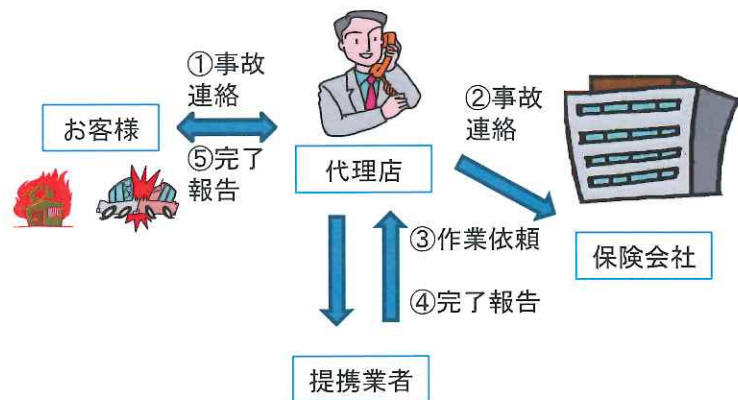 ①事故
連絡
お客様
⑤完了
報告
代理店
②事故
連絡
保険会社
③作業依頼
④完了報告
提携業者